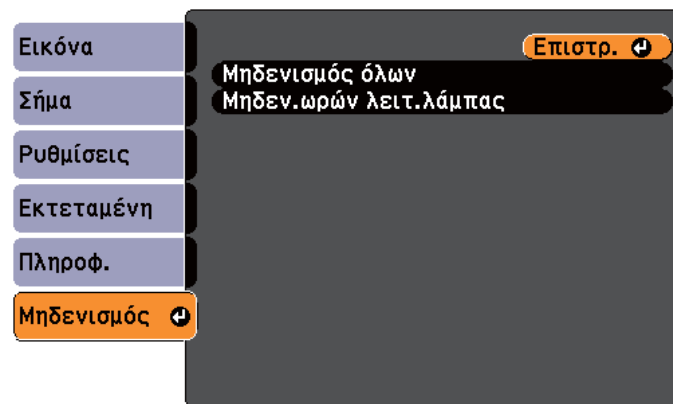 Εικόνα
Σήμα
Ρυθμίσεις
Εκτεταμένη
Πληροφ.
Μηδενισμός
Επιστρ.
Μηδενισμός όλων
Μηδεν.ωρών λειτ.λάμπας